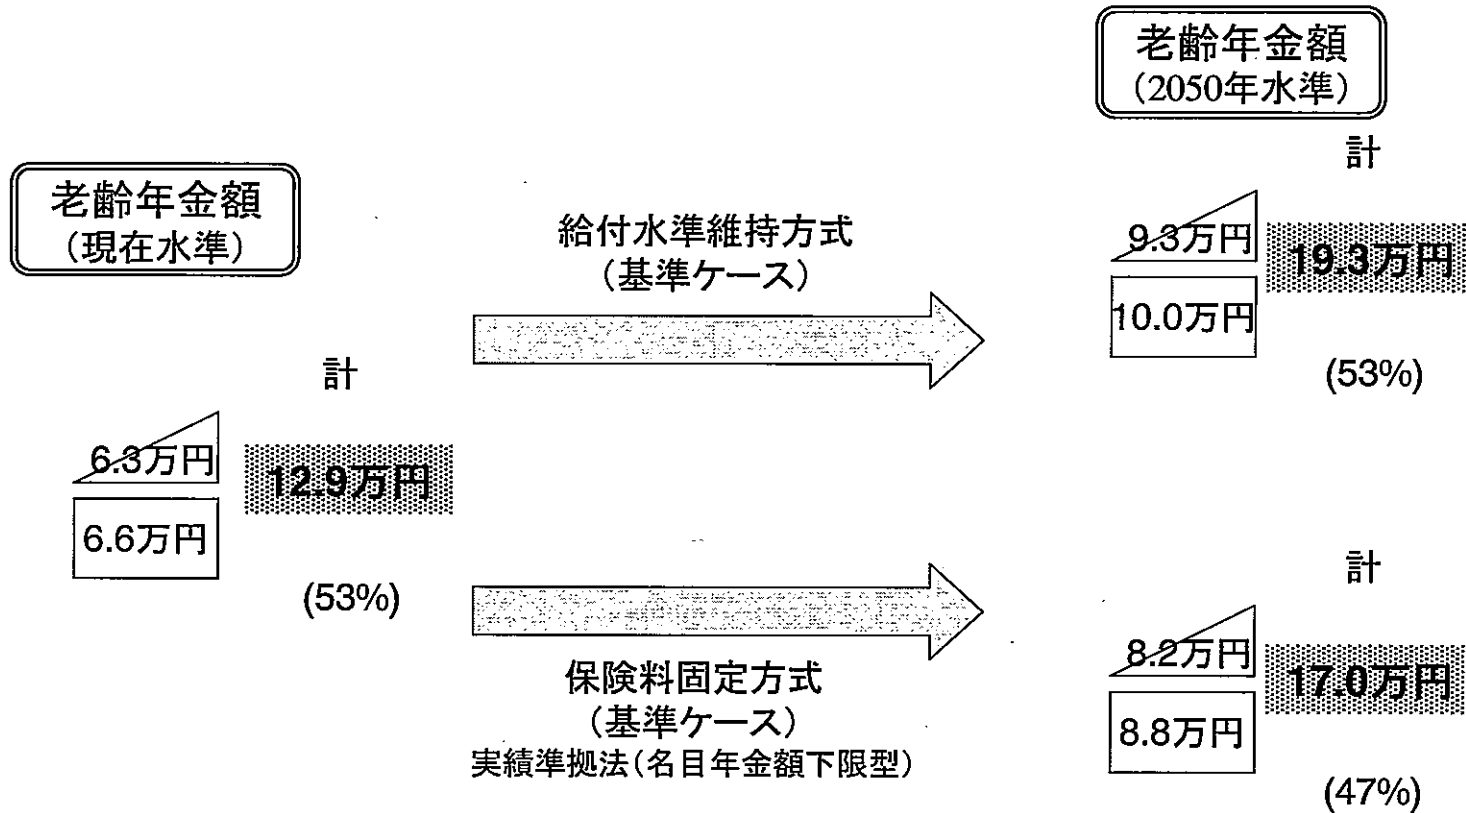 老齢年金額
（現在水準）
計
6.3万円
12.9万円
6.6万円
(53%)
給付水準維持方式
（基準ケース）
保険料固定方式
（基準ケース）
実績準拠法（名目年金額下限型）
老齢年金額
（2050年水準）
計
9.3万円
19.3万円
10.0万円
(53%)
計
8.2万円
17.0万円
8.8万円
(47%)